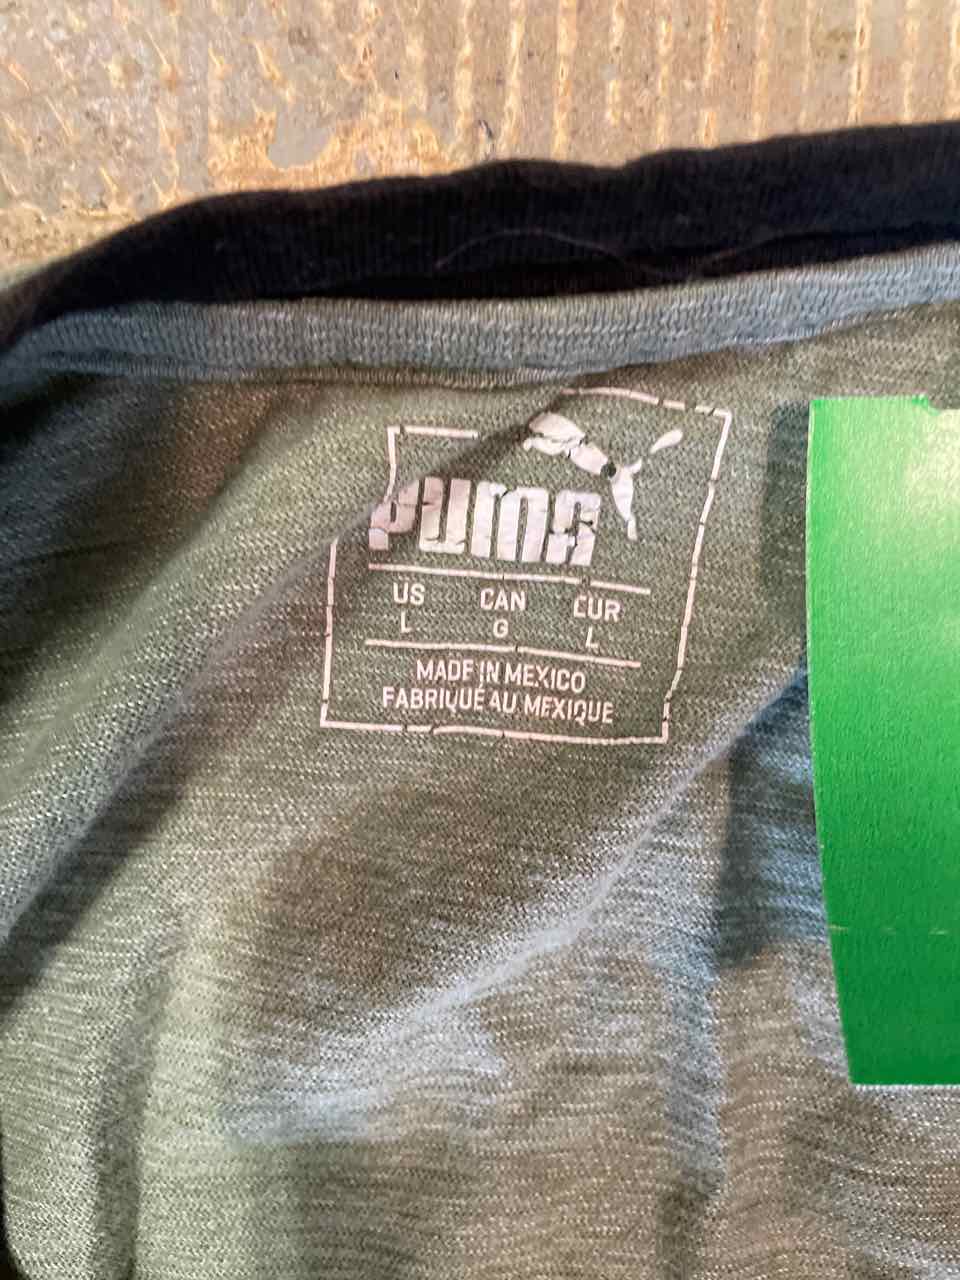 PUMA
US CAN EUR
L G L
MADE IN MEXICO
FABRIQUÉ AU MEXIQUE